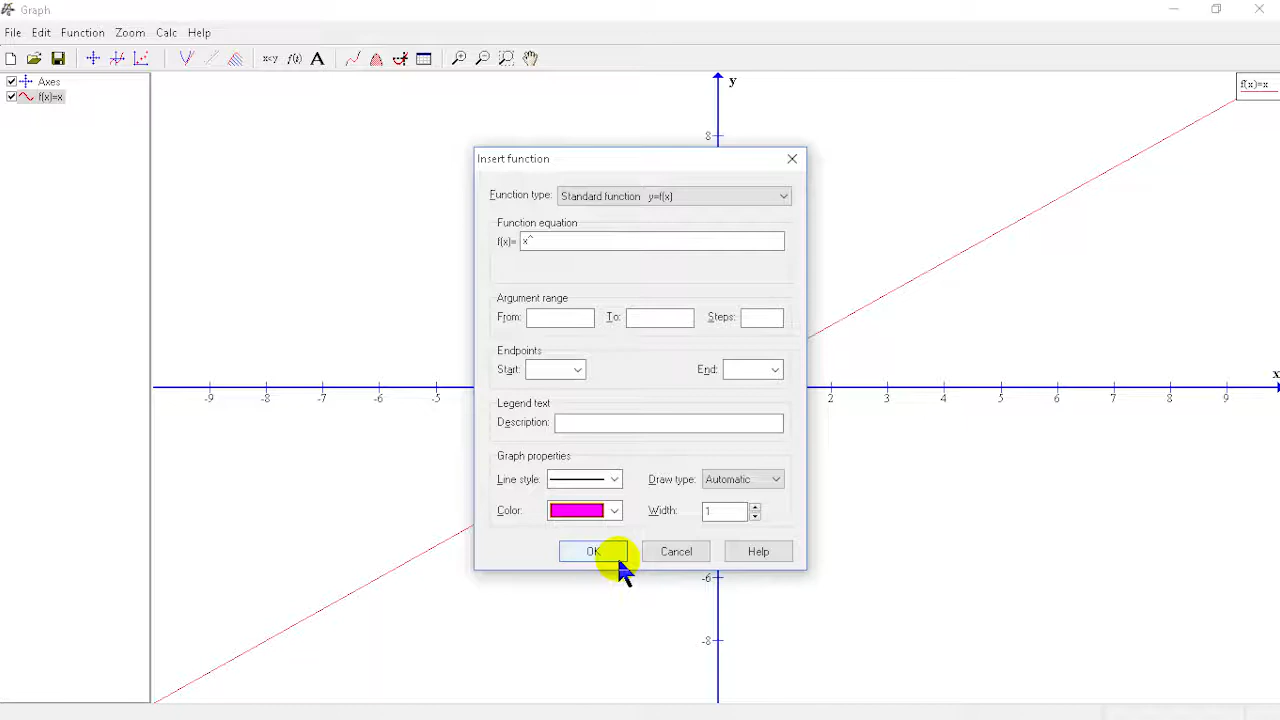 Graph
File Edit Function Zoom Calc Help
Axes
f(x)=x
y
f(x)=x
8
Insert function
Function type: Standard function y=f(x)
Function equation
f(x)= x^
Argument range
From: To: Steps:
Endpoints
Start: End:
Legend text
Description:
Graph properties
Line style: Draw type: Automatic
Color: Width: 1
OK Cancel Help
x
-9 -8 -7 -6 -5 2 3 4 5 6 7 8 9
-6
-8